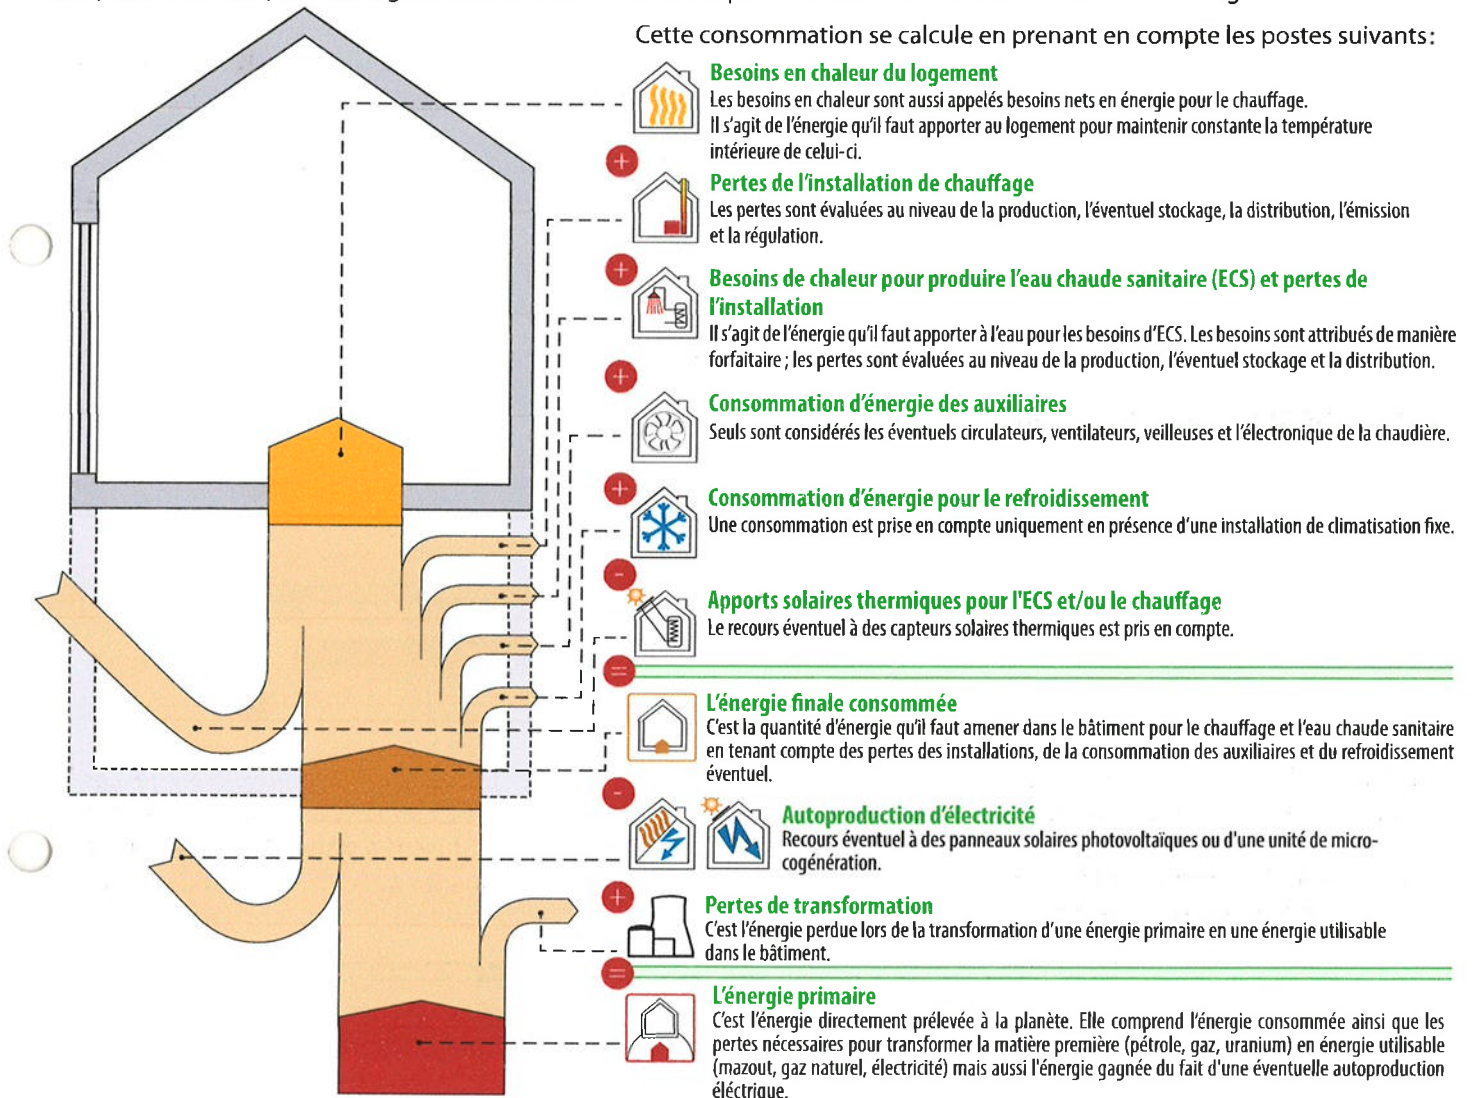 Cette consommation se calcule en prenant en compte les postes suivants:
Besoins en chaleur du logement
Les besoins en chaleur sont aussi appelés besoins nets en énergie pour le chauffage.
Il s'agit de l'énergie qu'il faut apporter au logement pour maintenir constante la température
intérieure de celui-ci.
+
Pertes de l'installation de chauffage
Les pertes sont évaluées au niveau de la production, l'éventuel stockage, la distribution, l'émission
et la régulation.
+
Besoins de chaleur pour produire l'eau chaude sanitaire (ECS) et pertes de
l'installation
Il s'agit de l'énergie qu'il faut apporter à l'eau pour les besoins d'ECS. Les besoins sont attribués de manière
forfaitaire ; les pertes sont évaluées au niveau de la production, l'éventuel stockage et la distribution.
+
Consommation d'énergie des auxiliaires
Seuls sont considérés les éventuels circulateurs, ventilateurs, veilleuses et l'électronique de la chaudière.
+
Consommation d'énergie pour le refroidissement
Une consommation est prise en compte uniquement en présence d'une installation de climatisation fixe.
-
Apports solaires thermiques pour l'ECS et/ou le chauffage
Le recours éventuel à des capteurs solaires thermiques est pris en compte.
=
L'énergie finale consommée
C'est la quantité d'énergie qu'il faut amener dans le bâtiment pour le chauffage et l'eau chaude sanitaire
en tenant compte des pertes des installations, de la consommation des auxiliaires et du refroidissement
éventuel.
-
Autoproduction d'électricité
Recours éventuel à des panneaux solaires photovoltaïques ou d'une unité de micro-
cogénération.
+
Pertes de transformation
C'est l'énergie perdue lors de la transformation d'une énergie primaire en une énergie utilisable
dans le bâtiment.
=
L'énergie primaire
C'est l'énergie directement prélevée à la planète. Elle comprend l'énergie consommée ainsi que les
pertes nécessaires pour transformer la matière première (pétrole, gaz, uranium) en énergie utilisable
(mazout, gaz naturel, électricité) mais aussi l'énergie gagnée du fait d'une éventuelle autoproduction
éléctrique.